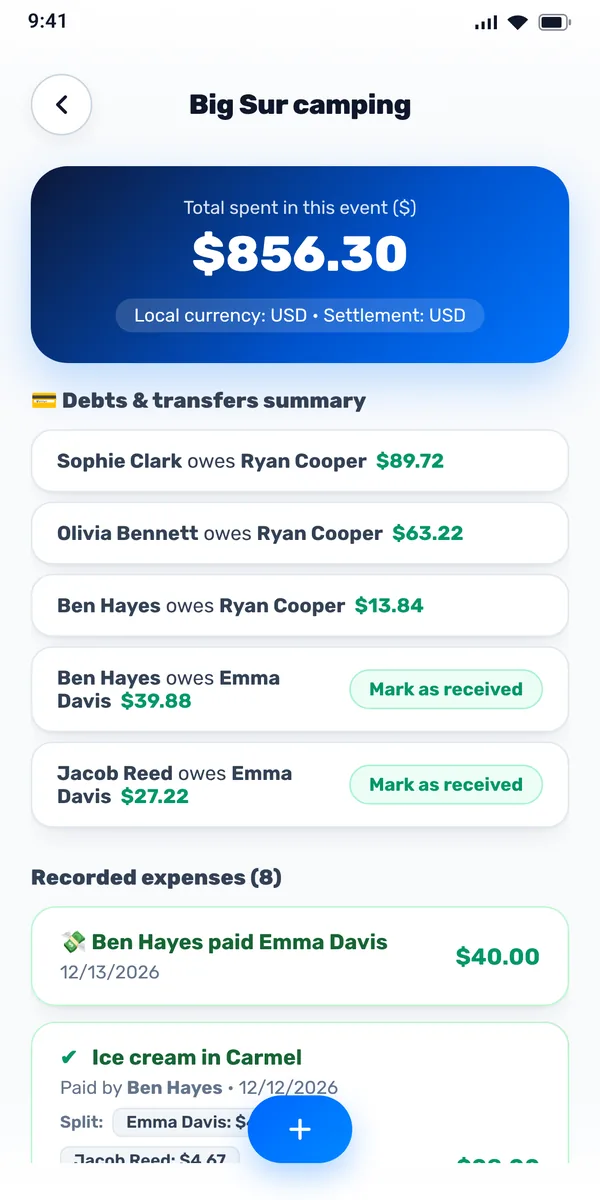 9:41
Big Sur camping
Total spent in this event ($)
$856.30
Local currency: USD • Settlement: USD
💳 Debts & transfers summary
Sophie Clark owes Ryan Cooper $89.72
Olivia Bennett owes Ryan Cooper $63.22
Ben Hayes owes Ryan Cooper $13.84
Ben Hayes owes Emma
Davis $39.88
Mark as received
Jacob Reed owes Emma
Davis $27.22
Mark as received
Recorded expenses (8)
💸 Ben Hayes paid Emma Davis
12/13/2026
$40.00
✔ Ice cream in Carmel
Paid by Ben Hayes • 12/12/2026
Split: Emma Davis:
+
Jacob Reed: $4.67